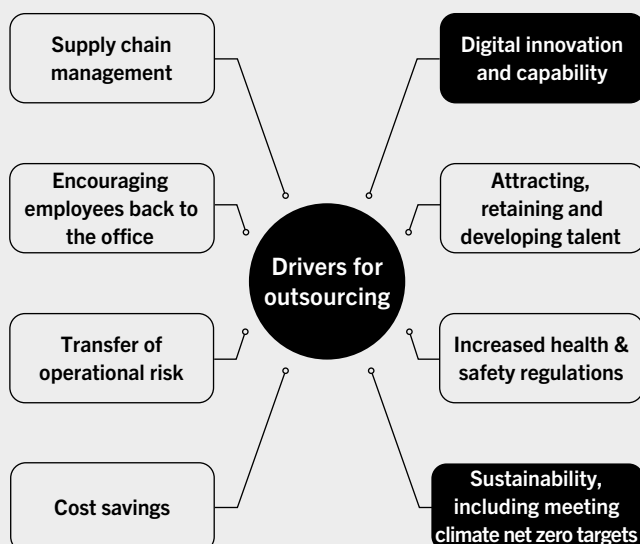 Supply chain
management
Digital innovation
and capability
Encouraging
employees back to
the office
Attracting,
retaining and
developing talent
Drivers for
outsourcing
Transfer of
operational risk
Increased health &
safety regulations
Cost savings
Sustainability,
including meeting
climate net zero targets